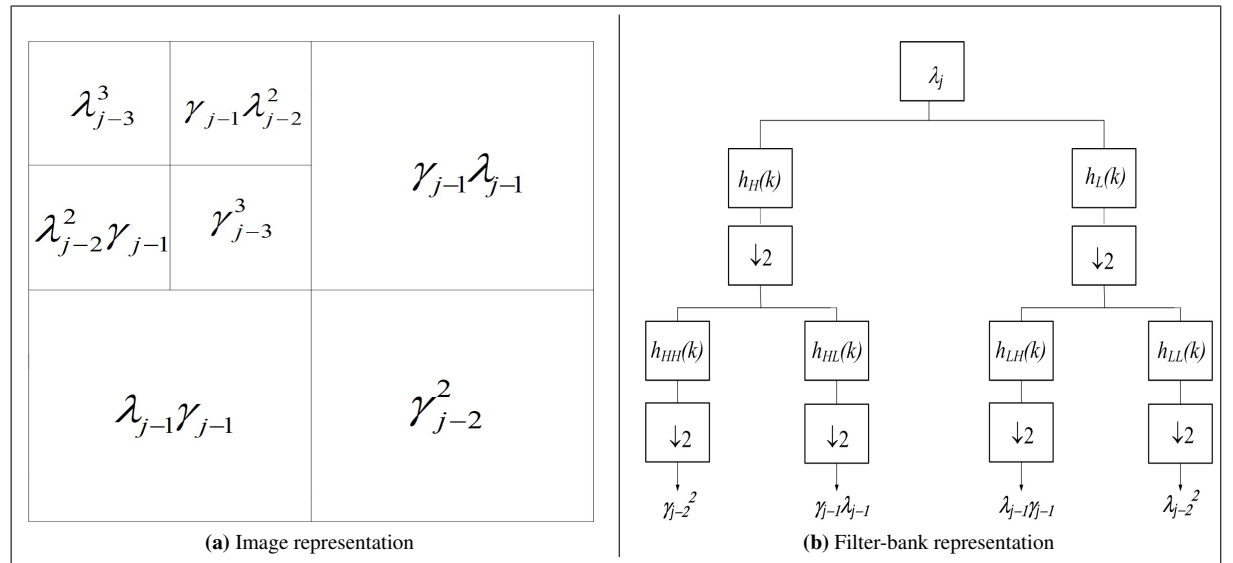 λ³ⱼ₋₃ γⱼ₋₁λ²ⱼ₋₂
γⱼ₋₁λⱼ₋₁
λ²ⱼ₋₂γⱼ₋₁ γ³ⱼ₋₃
λⱼ₋₁γⱼ₋₁ γ²ⱼ₋₂
(a) Image representation
λⱼ
h_H(k) h_L(k)
↓2 ↓2
h_HH(k) h_HL(k) h_LH(k) h_LL(k)
↓2 ↓2 ↓2 ↓2
γⱼ₋₂² γⱼ₋₁λⱼ₋₁ λⱼ₋₁γⱼ₋₁ λⱼ₋₂²
(b) Filter-bank representation